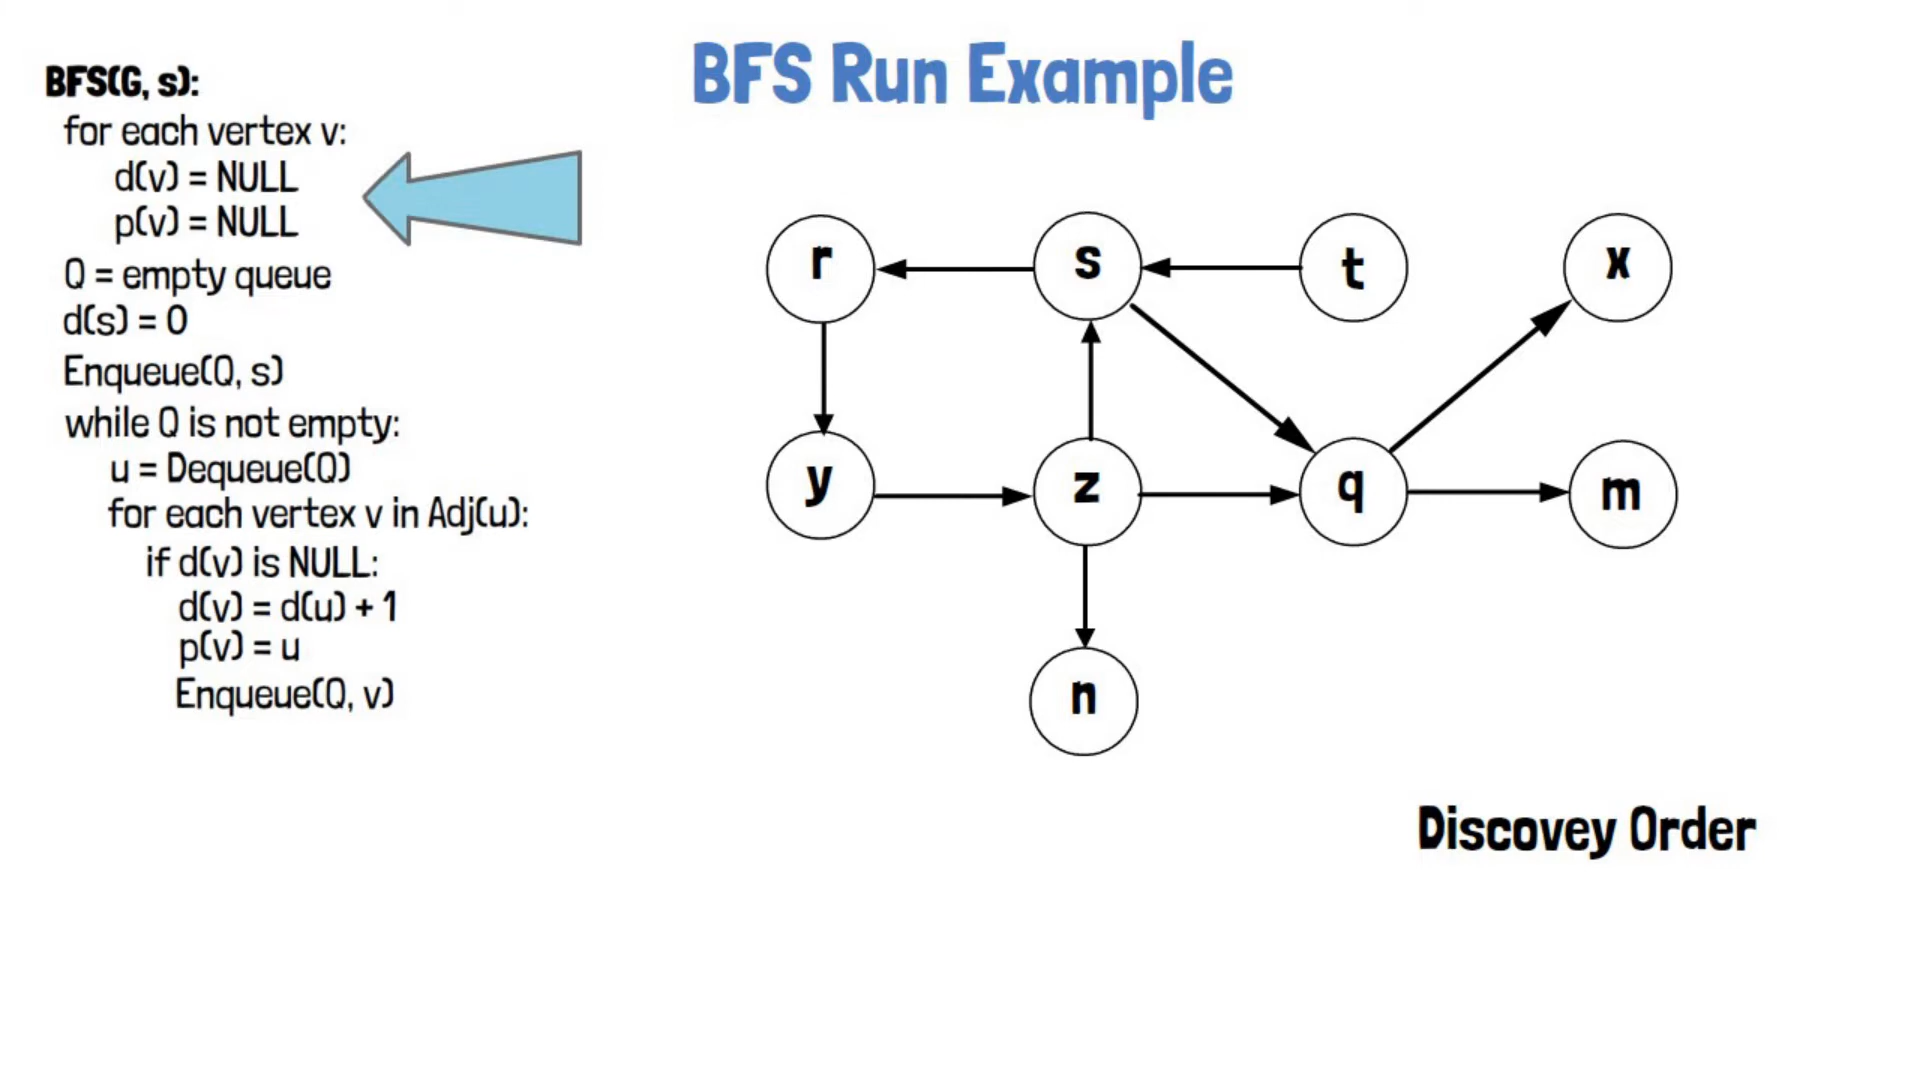 BFS Run Example
BFS(G, s):
for each vertex v:
d(v) = NULL
p(v) = NULL
Q = empty queue
d(s) = 0
Enqueue(Q, s)
while Q is not empty:
u = Dequeue(Q)
for each vertex v in Adj(u):
if d(v) is NULL:
d(v) = d(u) + 1
p(v) = u
Enqueue(Q, v)
r s t x
y z q m
n
Discovey Order